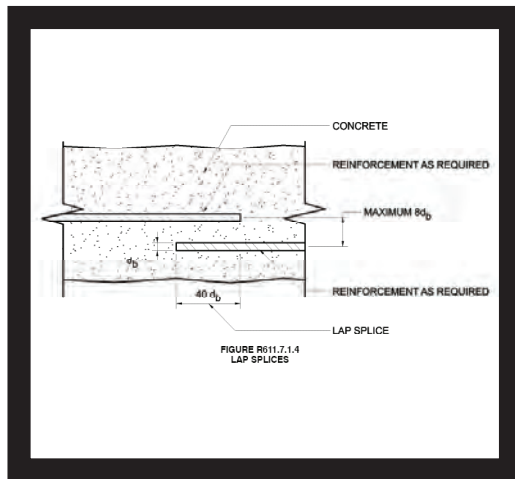 CONCRETE
REINFORCEMENT AS REQUIRED
MAXIMUM 8db
db
REINFORCEMENT AS REQUIRED
40 db
LAP SPLICE
FIGURE R611.7.1.4
LAP SPLICES